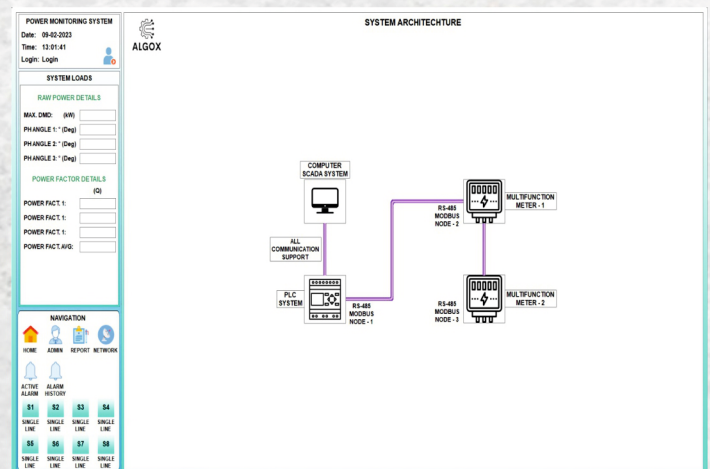 POWER MONITORING SYSTEM
Date: 09-02-2023
Time: 13:01:41
Login: Login
SYSTEM LOADS
RAW POWER DETAILS
MAX. DMD: (kW)
PH ANGLE 1: ° (Deg)
PH ANGLE 2: ° (Deg)
PH ANGLE 3: ° (Deg)
POWER FACTOR DETAILS
(Q)
POWER FACT. 1:
POWER FACT. 1:
POWER FACT. 1:
POWER FACT. AVG:
NAVIGATION
HOME ADMIN REPORT NETWORK
ACTIVE ALARM
ALARM HISTORY
S1 S2 S3 S4
SINGLE LINE SINGLE LINE SINGLE LINE SINGLE LINE
S5 S6 S7 S8
SINGLE LINE SINGLE LINE SINGLE LINE SINGLE LINE
ALGOX
SYSTEM ARCHITECHTURE
COMPUTER
SCADA SYSTEM
ALL
COMMUNICATION
SUPPORT
PLC
SYSTEM
RS-485
MODBUS
NODE - 1
RS-485
MODBUS
NODE - 2
MULTIFUNCTION
METER - 1
RS-485
MODBUS
NODE - 3
MULTIFUNCTION
METER - 2